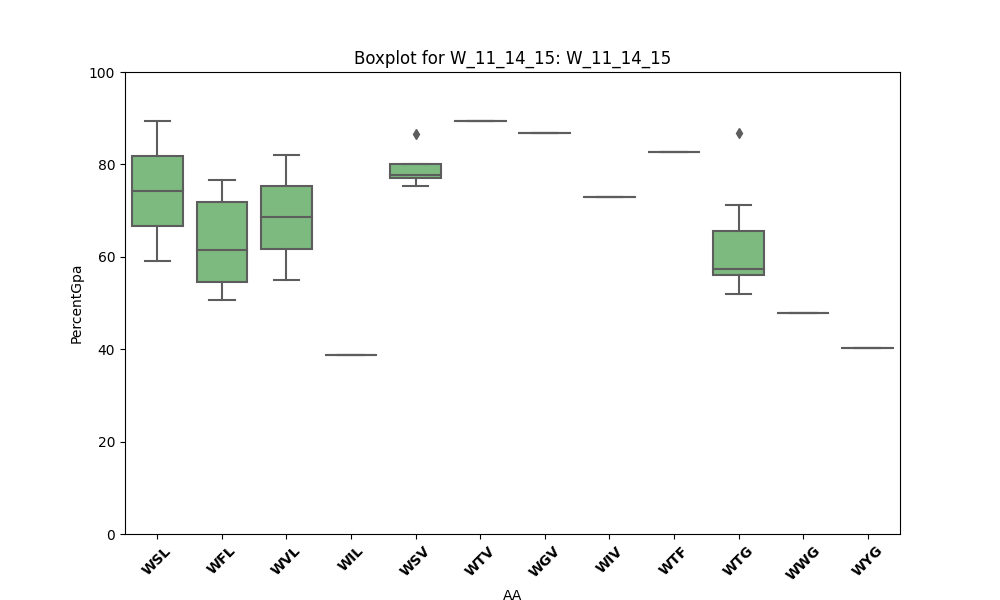 Boxplot for W_11_14_15: W_11_14_15
PercentGpa
100
80
60
40
20
0
WSL WFL WVL WIL WSV WTV WGV WIV WTF WTG WWG WYG
AA